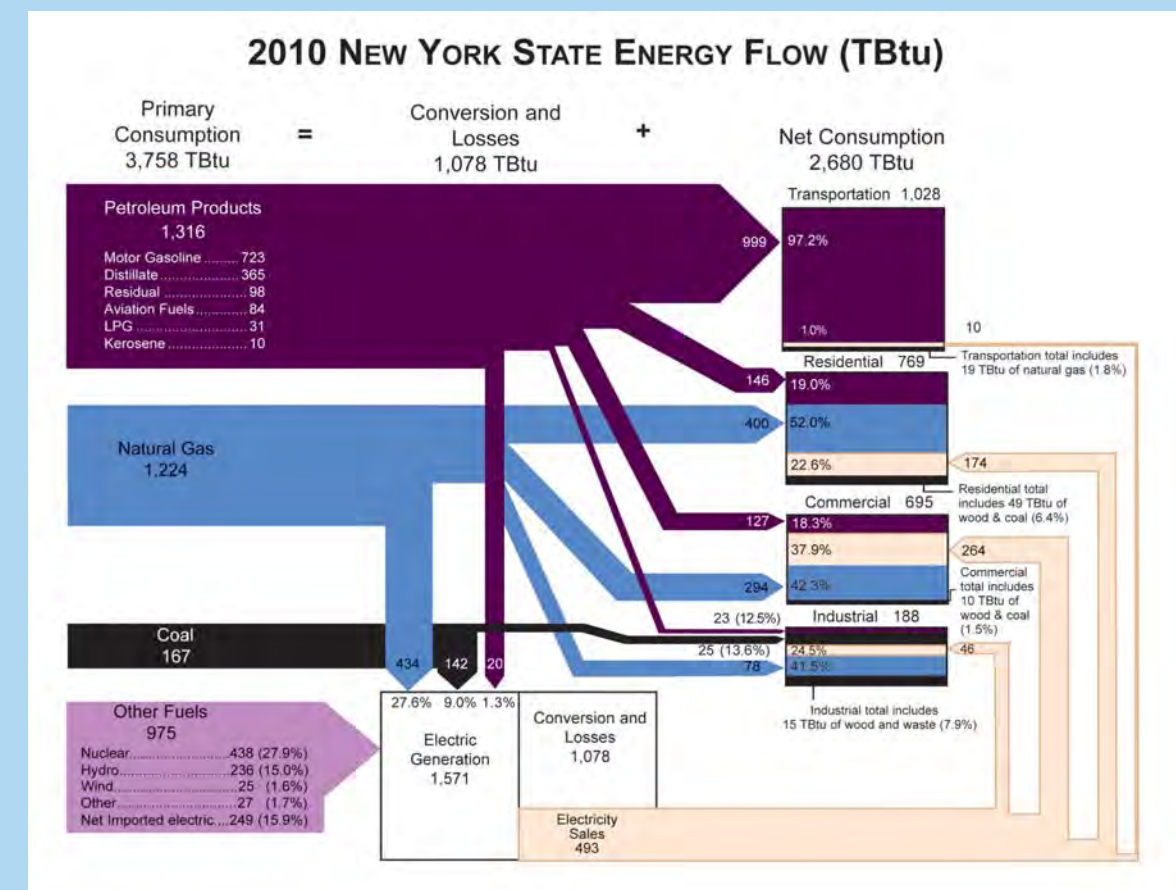 2010 NEW YORK STATE ENERGY FLOW (TBtu)
Primary
Consumption
3,758 TBtu
=
Conversion and
Losses
1,078 TBtu
+
Net Consumption
2,680 TBtu
Petroleum Products
1,316
Motor Gasoline ........ 723
Distillate ................... 365
Residual ..................... 98
Aviation Fuels ............. 84
LPG ........................... 31
Kerosene ................... 10
Transportation 1,028
999
97.2%
1.0%
10
Transportation total includes
19 TBtu of natural gas (1.8%)
Residential 769
146
19.0%
400
52.0%
22.6%
174
Residential total
includes 49 TBtu of
wood & coal (6.4%)
Natural Gas
1,224
Commercial 695
127
18.3%
37.9%
264
294
42.3%
Commercial
total includes
10 TBtu of
wood & coal
(1.5%)
Industrial 188
23 (12.5%)
25 (13.6%)
24.5%
46
78
41.5%
Industrial total includes
15 TBtu of wood and waste (7.9%)
Coal
167
434
142
20
27.6% 9.0% 1.3%
Other Fuels
975
Nuclear..........................438 (27.9%)
Hydro............................236 (15.0%)
Wind...............................25 (1.6%)
Other..............................27 (1.7%)
Net Imported electric....249 (15.9%)
Electric
Generation
1,571
Conversion and
Losses
1,078
Electricity
Sales
493